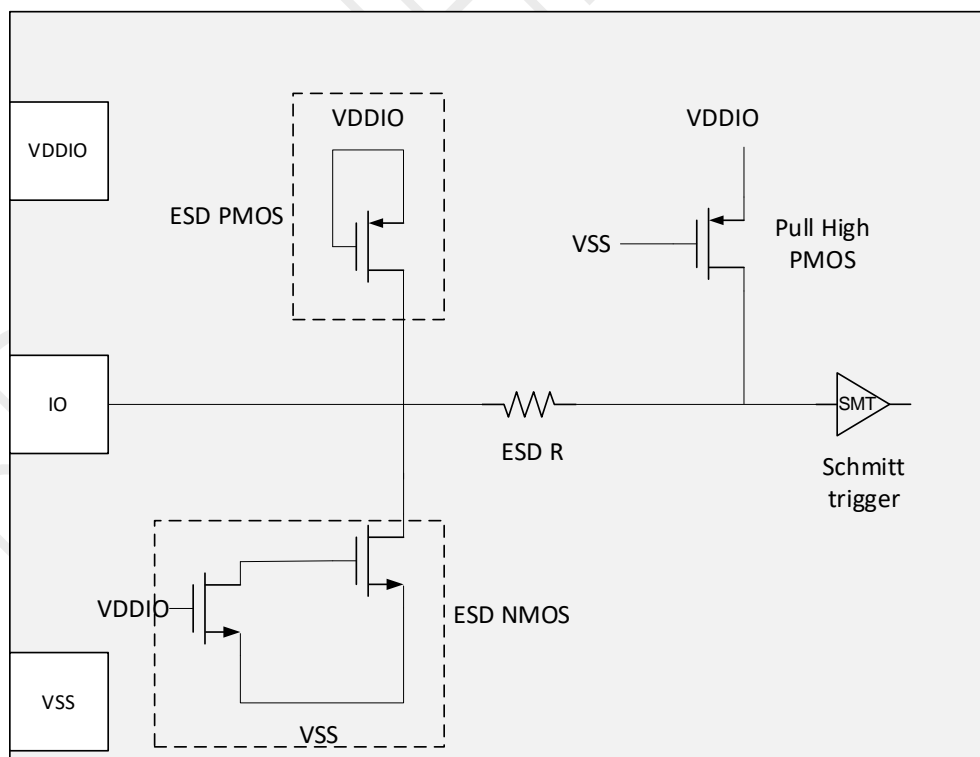 VDDIO
VDDIO
VDDIO
ESD PMOS
VSS
Pull High
PMOS
IO
SMT
ESD R
Schmitt
trigger
VDDIO
ESD NMOS
VSS
VSS